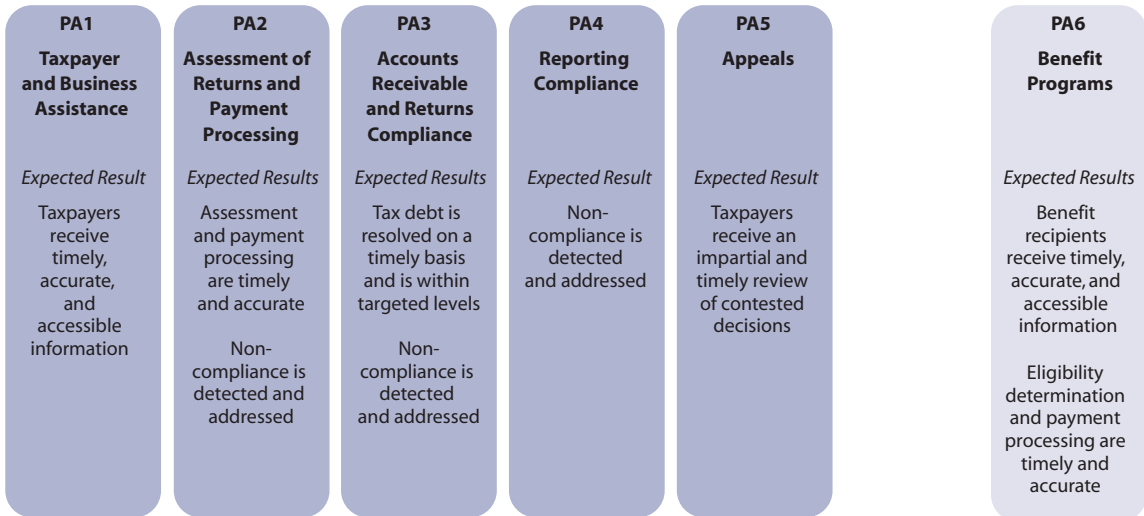 PA1
Taxpayer
and Business
Assistance
Expected Result
Taxpayers
receive
timely,
accurate,
and
accessible
information
PA2
Assessment of
Returns and
Payment
Processing
Expected Results
Assessment
and payment
processing
are timely
and accurate
Non-
compliance is
detected and
addressed
PA3
Accounts
Receivable
and Returns
Compliance
Expected Results
Tax debt is
resolved on a
timely basis
and is within
targeted levels
Non-
compliance is
detected
and addressed
PA4
Reporting
Compliance
Expected Result
Non-
compliance is
detected
and addressed
PA5
Appeals
Expected Result
Taxpayers
receive an
impartial and
timely review
of contested
decisions
PA6
Benefit
Programs
Expected Results
Benefit
recipients
receive timely,
accurate, and
accessible
information
Eligibility
determination
and payment
processing are
timely and
accurate